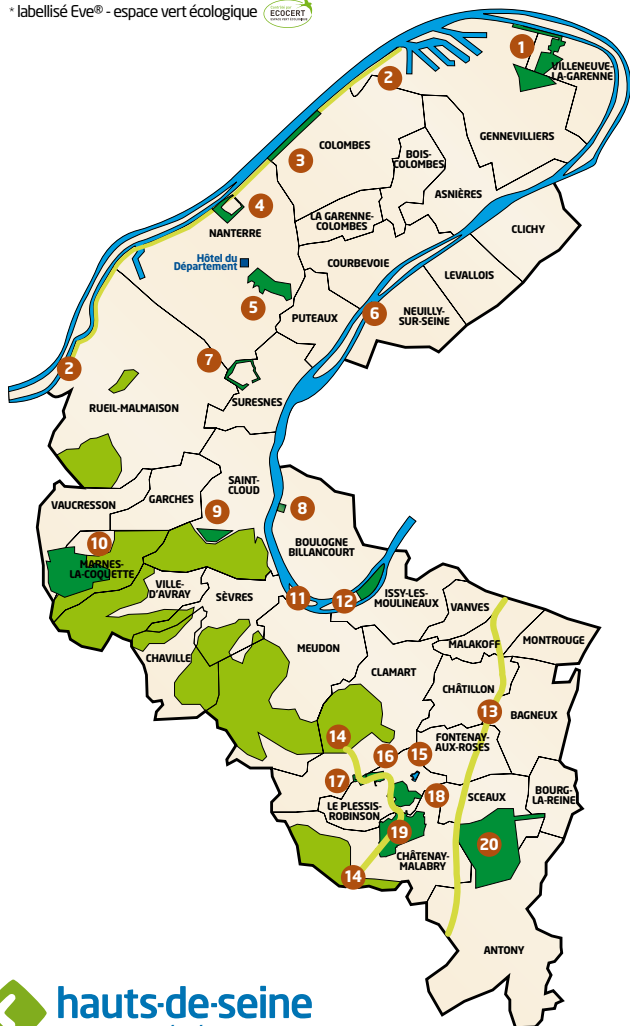 * labellisé Eve® - espace vert écologique
ECOCERT
1
VILLENEUVE-
LA-GARENNE
2
GENNEVILLIERS
COLOMBES
3
BOIS-
COLOMBES
ASNIÈRES
4
LA GARENNE-
COLOMBES
NANTERRE
CLICHY
Hôtel du
Département
COURBEVOIE
LEVALLOIS
5
PUTEAUX
6
NEUILLY-
SUR-SEINE
7
2
SURESNES
RUEIL-MALMAISON
SAINT-
CLOUD
GARCHES
VAUCRESSON
9
8
BOULOGNE
BILLANCOURT
10
MARNES-
LA-COQUETTE
VILLE-
D'AVRAY
SÈVRES
11
12
ISSY-LES-
MOULINEAUX
VANVES
MALAKOFF
MONTROUGE
MEUDON
CHAVILLE
CLAMART
CHÂTILLON
13
BAGNEUX
14
FONTENAY-
AUX-ROSES
16
15
17
18
SCEAUX
BOURG-
LA-REINE
LE PLESSIS-
ROBINSON
19
20
CHÂTENAY-
MALABRY
14
ANTONY
hauts-de-seine